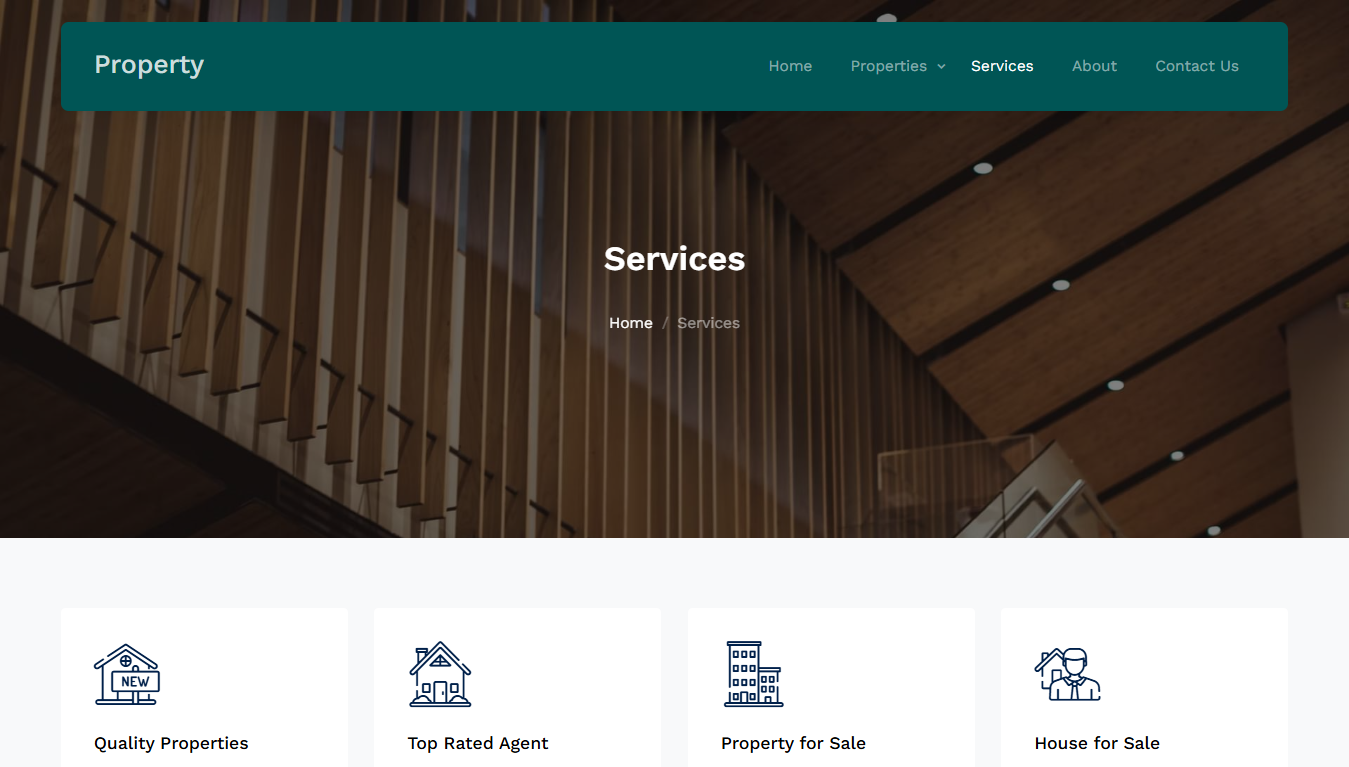 Property
Home Properties Services About Contact Us
Services
Home / Services
NEW
Quality Properties Top Rated Agent Property for Sale House for Sale